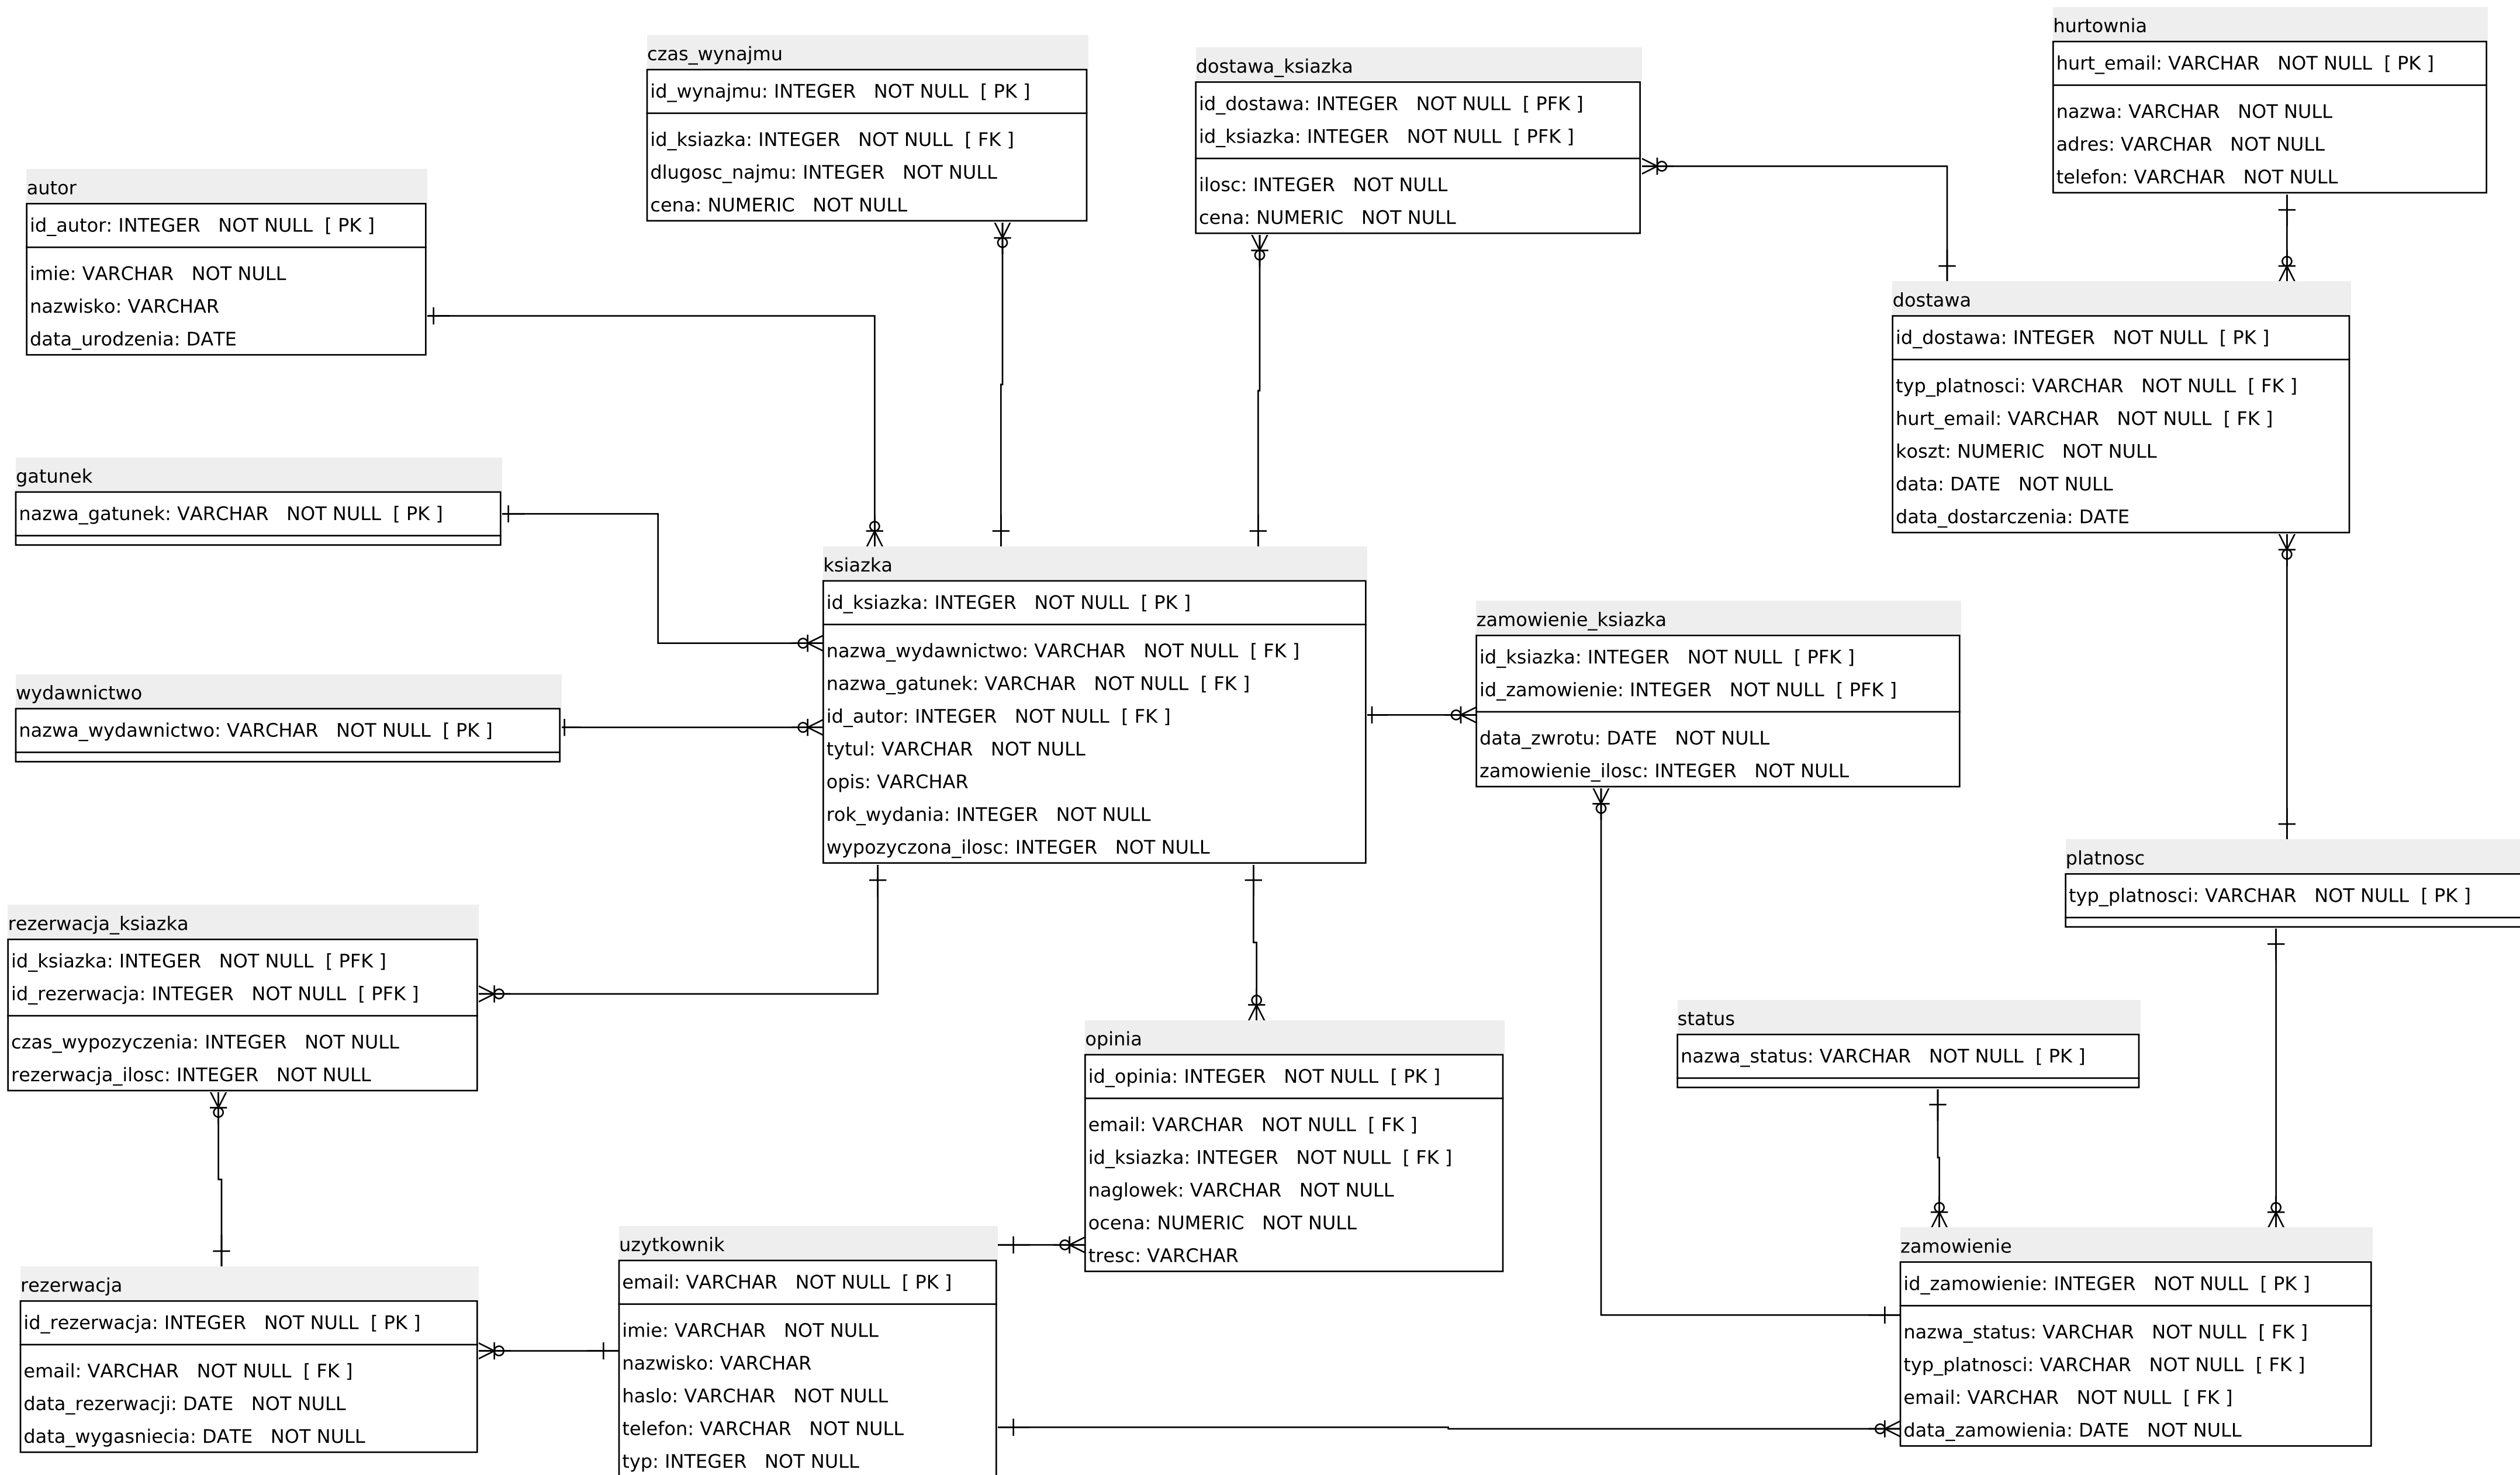 hurtownia
hurt_email: VARCHAR NOT NULL [ PK ]
nazwa: VARCHAR NOT NULL
adres: VARCHAR NOT NULL
telefon: VARCHAR NOT NULL
czas_wynajmu
id_wynajmu: INTEGER NOT NULL [ PK ]
id_ksiazka: INTEGER NOT NULL [ FK ]
dlugosc_najmu: INTEGER NOT NULL
cena: NUMERIC NOT NULL
dostawa_ksiazka
id_dostawa: INTEGER NOT NULL [ PFK ]
id_ksiazka: INTEGER NOT NULL [ PFK ]
ilosc: INTEGER NOT NULL
cena: NUMERIC NOT NULL
autor
id_autor: INTEGER NOT NULL [ PK ]
imie: VARCHAR NOT NULL
nazwisko: VARCHAR
data_urodzenia: DATE
dostawa
id_dostawa: INTEGER NOT NULL [ PK ]
typ_platnosci: VARCHAR NOT NULL [ FK ]
hurt_email: VARCHAR NOT NULL [ FK ]
koszt: NUMERIC NOT NULL
data: DATE NOT NULL
data_dostarczenia: DATE
gatunek
nazwa_gatunek: VARCHAR NOT NULL [ PK ]
ksiazka
id_ksiazka: INTEGER NOT NULL [ PK ]
nazwa_wydawnictwo: VARCHAR NOT NULL [ FK ]
nazwa_gatunek: VARCHAR NOT NULL [ FK ]
id_autor: INTEGER NOT NULL [ FK ]
tytul: VARCHAR NOT NULL
opis: VARCHAR
rok_wydania: INTEGER NOT NULL
wypozyczona_ilosc: INTEGER NOT NULL
zamowienie_ksiazka
id_ksiazka: INTEGER NOT NULL [ PFK ]
id_zamowienie: INTEGER NOT NULL [ PFK ]
data_zwrotu: DATE NOT NULL
zamowienie_ilosc: INTEGER NOT NULL
wydawnictwo
nazwa_wydawnictwo: VARCHAR NOT NULL [ PK ]
platnosc
typ_platnosci: VARCHAR NOT NULL [ PK ]
rezerwacja_ksiazka
id_ksiazka: INTEGER NOT NULL [ PFK ]
id_rezerwacja: INTEGER NOT NULL [ PFK ]
czas_wypozyczenia: INTEGER NOT NULL
rezerwacja_ilosc: INTEGER NOT NULL
opinia
id_opinia: INTEGER NOT NULL [ PK ]
email: VARCHAR NOT NULL [ FK ]
id_ksiazka: INTEGER NOT NULL [ FK ]
naglowek: VARCHAR NOT NULL
ocena: NUMERIC NOT NULL
tresc: VARCHAR
status
nazwa_status: VARCHAR NOT NULL [ PK ]
rezerwacja
id_rezerwacja: INTEGER NOT NULL [ PK ]
email: VARCHAR NOT NULL [ FK ]
data_rezerwacji: DATE NOT NULL
data_wygasniecia: DATE NOT NULL
uzytkownik
email: VARCHAR NOT NULL [ PK ]
imie: VARCHAR NOT NULL
nazwisko: VARCHAR
haslo: VARCHAR NOT NULL
telefon: VARCHAR NOT NULL
typ: INTEGER NOT NULL
zamowienie
id_zamowienie: INTEGER NOT NULL [ PK ]
nazwa_status: VARCHAR NOT NULL [ FK ]
typ_platnosci: VARCHAR NOT NULL [ FK ]
email: VARCHAR NOT NULL [ FK ]
data_zamowienia: DATE NOT NULL